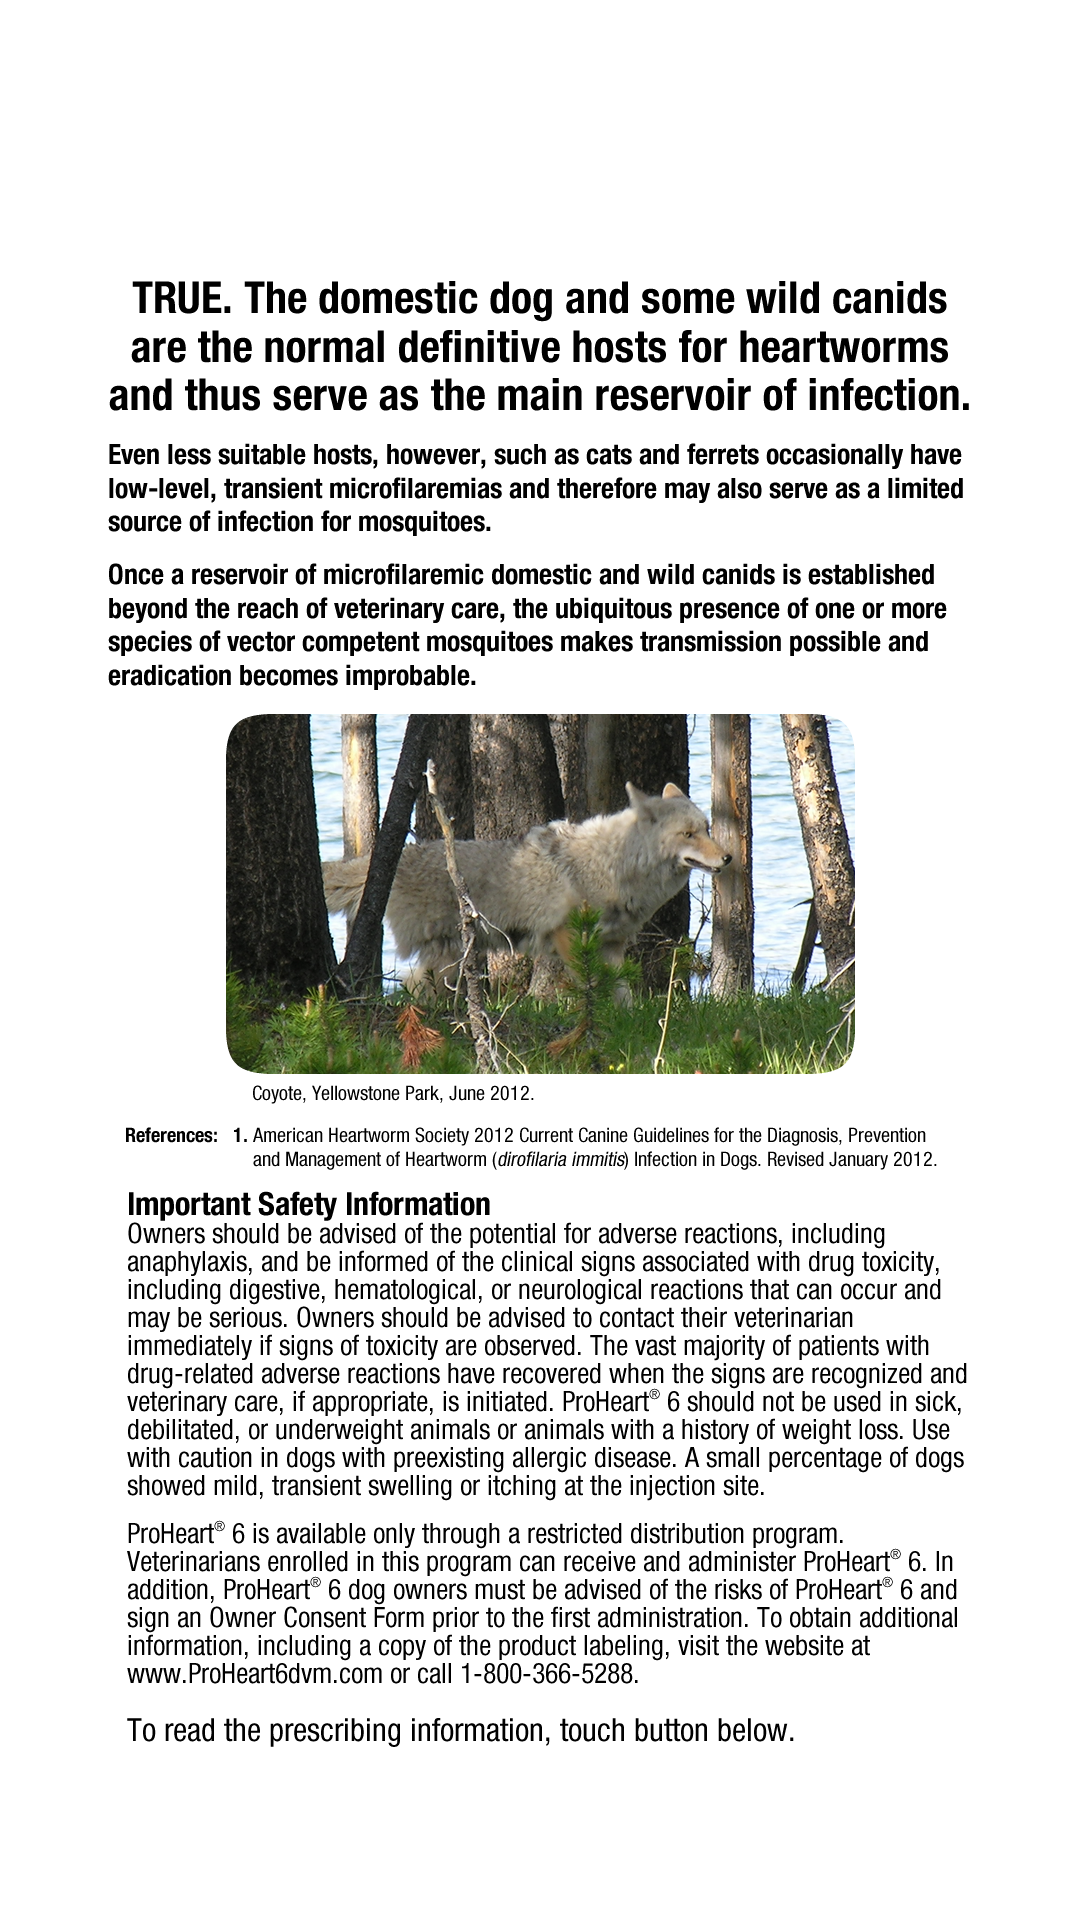 TRUE. The domestic dog and some wild canids
are the normal definitive hosts for heartworms
and thus serve as the main reservoir of infection.
Even less suitable hosts, however, such as cats and ferrets occasionally have
low-level, transient microfilaremias and therefore may also serve as a limited
source of infection for mosquitoes.
Once a reservoir of microfilaremic domestic and wild canids is established
beyond the reach of veterinary care, the ubiquitous presence of one or more
species of vector competent mosquitoes makes transmission possible and
eradication becomes improbable.
Coyote, Yellowstone Park, June 2012.
References: 1. American Heartworm Society 2012 Current Canine Guidelines for the Diagnosis, Prevention
and Management of Heartworm (dirofilaria immitis) Infection in Dogs. Revised January 2012.
Important Safety Information
Owners should be advised of the potential for adverse reactions, including
anaphylaxis, and be informed of the clinical signs associated with drug toxicity,
including digestive, hematological, or neurological reactions that can occur and
may be serious. Owners should be advised to contact their veterinarian
immediately if signs of toxicity are observed. The vast majority of patients with
drug-related adverse reactions have recovered when the signs are recognized and
veterinary care, if appropriate, is initiated. ProHeart® 6 should not be used in sick,
debilitated, or underweight animals or animals with a history of weight loss. Use
with caution in dogs with preexisting allergic disease. A small percentage of dogs
showed mild, transient swelling or itching at the injection site.
ProHeart® 6 is available only through a restricted distribution program.
Veterinarians enrolled in this program can receive and administer ProHeart® 6. In
addition, ProHeart® 6 dog owners must be advised of the risks of ProHeart® 6 and
sign an Owner Consent Form prior to the first administration. To obtain additional
information, including a copy of the product labeling, visit the website at
www.ProHeart6dvm.com or call 1-800-366-5288.
To read the prescribing information, touch button below.